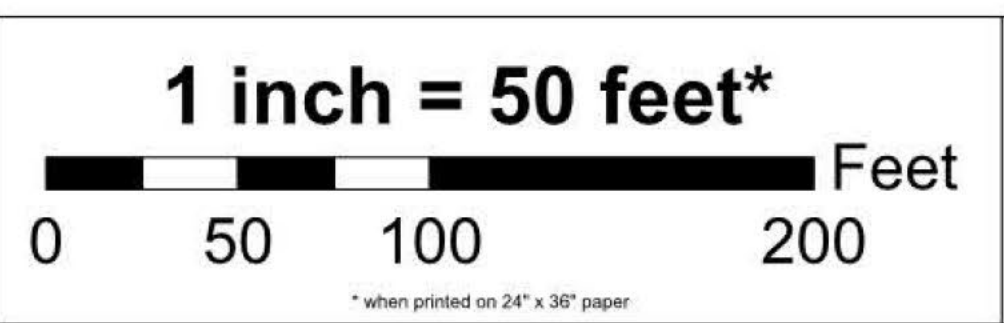 1 inch = 50 feet*
Feet
0 50 100 200
* when printed on 24" x 36" paper